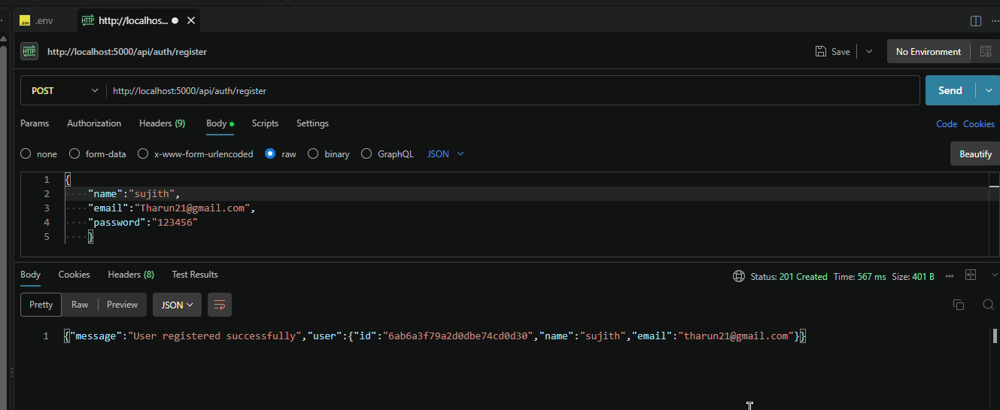 .ENV .env HTTP http://localhos...
HTTP http://localhost:5000/api/auth/register Save No Environment
POST http://localhost:5000/api/auth/register Send
Params Authorization Headers (9) Body Scripts Settings Code Cookies
none form-data x-www-form-urlencoded raw binary GraphQL JSON Beautify
1 {
2 ····"name":"sujith",
3 ····"email":"Tharun21@gmail.com",
4 ····"password":"123456"
5 ····}
Body Cookies Headers (8) Test Results Status: 201 Created Time: 567 ms Size: 401 B
Pretty Raw Preview JSON
1 {"message":"User registered successfully","user":{"id":"6ab6a3f79a2d0dbe74cd0d30","name":"sujith","email":"tharun21@gmail.com"}}